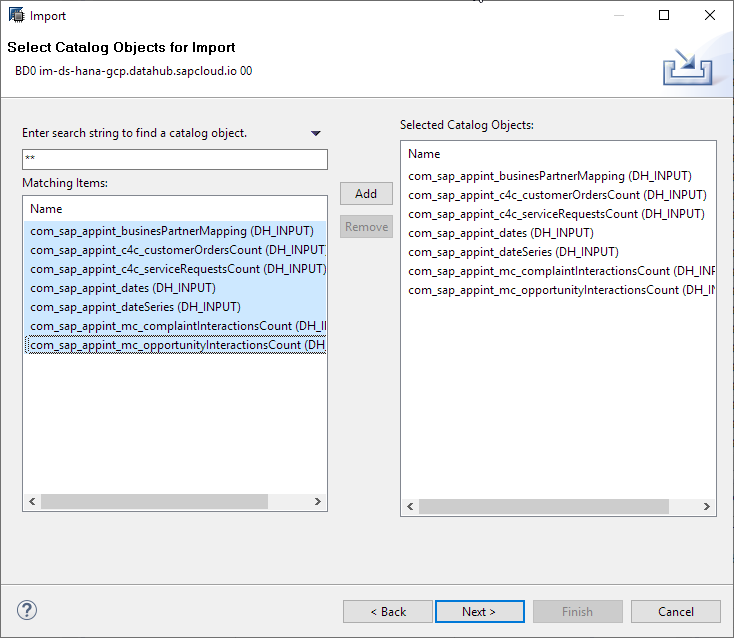 Import
Select Catalog Objects for Import
BD0 im-ds-hana-gcp.datahub.sapcloud.io 00
Enter search string to find a catalog object.
**
Matching Items:
Name
com_sap_appint_businesPartnerMapping (DH_INPUT)
com_sap_appint_c4c_customerOrdersCount (DH_INPUT
com_sap_appint_c4c_serviceRequestsCount (DH_INPUT)
com_sap_appint_dates (DH_INPUT)
com_sap_appint_dateSeries (DH_INPUT)
com_sap_appint_mc_complaintInteractionsCount (DH_I
com_sap_appint_mc_opportunityInteractionsCount (DH_
Add
Remove
Selected Catalog Objects:
Name
com_sap_appint_businesPartnerMapping (DH_INPUT)
com_sap_appint_c4c_customerOrdersCount (DH_INPUT)
com_sap_appint_c4c_serviceRequestsCount (DH_INPUT)
com_sap_appint_dates (DH_INPUT)
com_sap_appint_dateSeries (DH_INPUT)
com_sap_appint_mc_complaintInteractionsCount (DH_INP
com_sap_appint_mc_opportunityInteractionsCount (DH_IN
?
< Back
Next >
Finish
Cancel